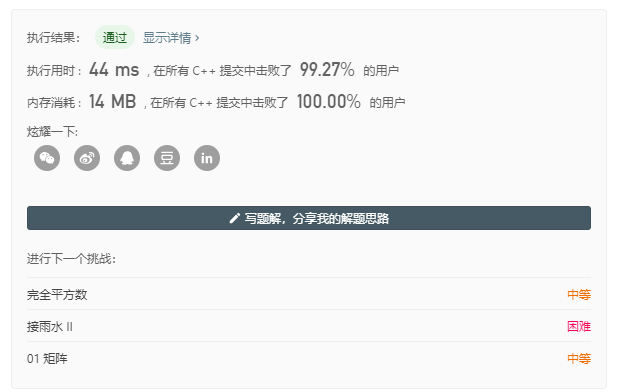 执行结果： 通过 显示详情 ›
执行用时 : 44 ms , 在所有 C++ 提交中击败了 99.27% 的用户
内存消耗 : 14 MB , 在所有 C++ 提交中击败了 100.00% 的用户
炫耀一下:
豆 in
写题解，分享我的解题思路
进行下一个挑战：
完全平方数 中等
接雨水 II 困难
01 矩阵 中等